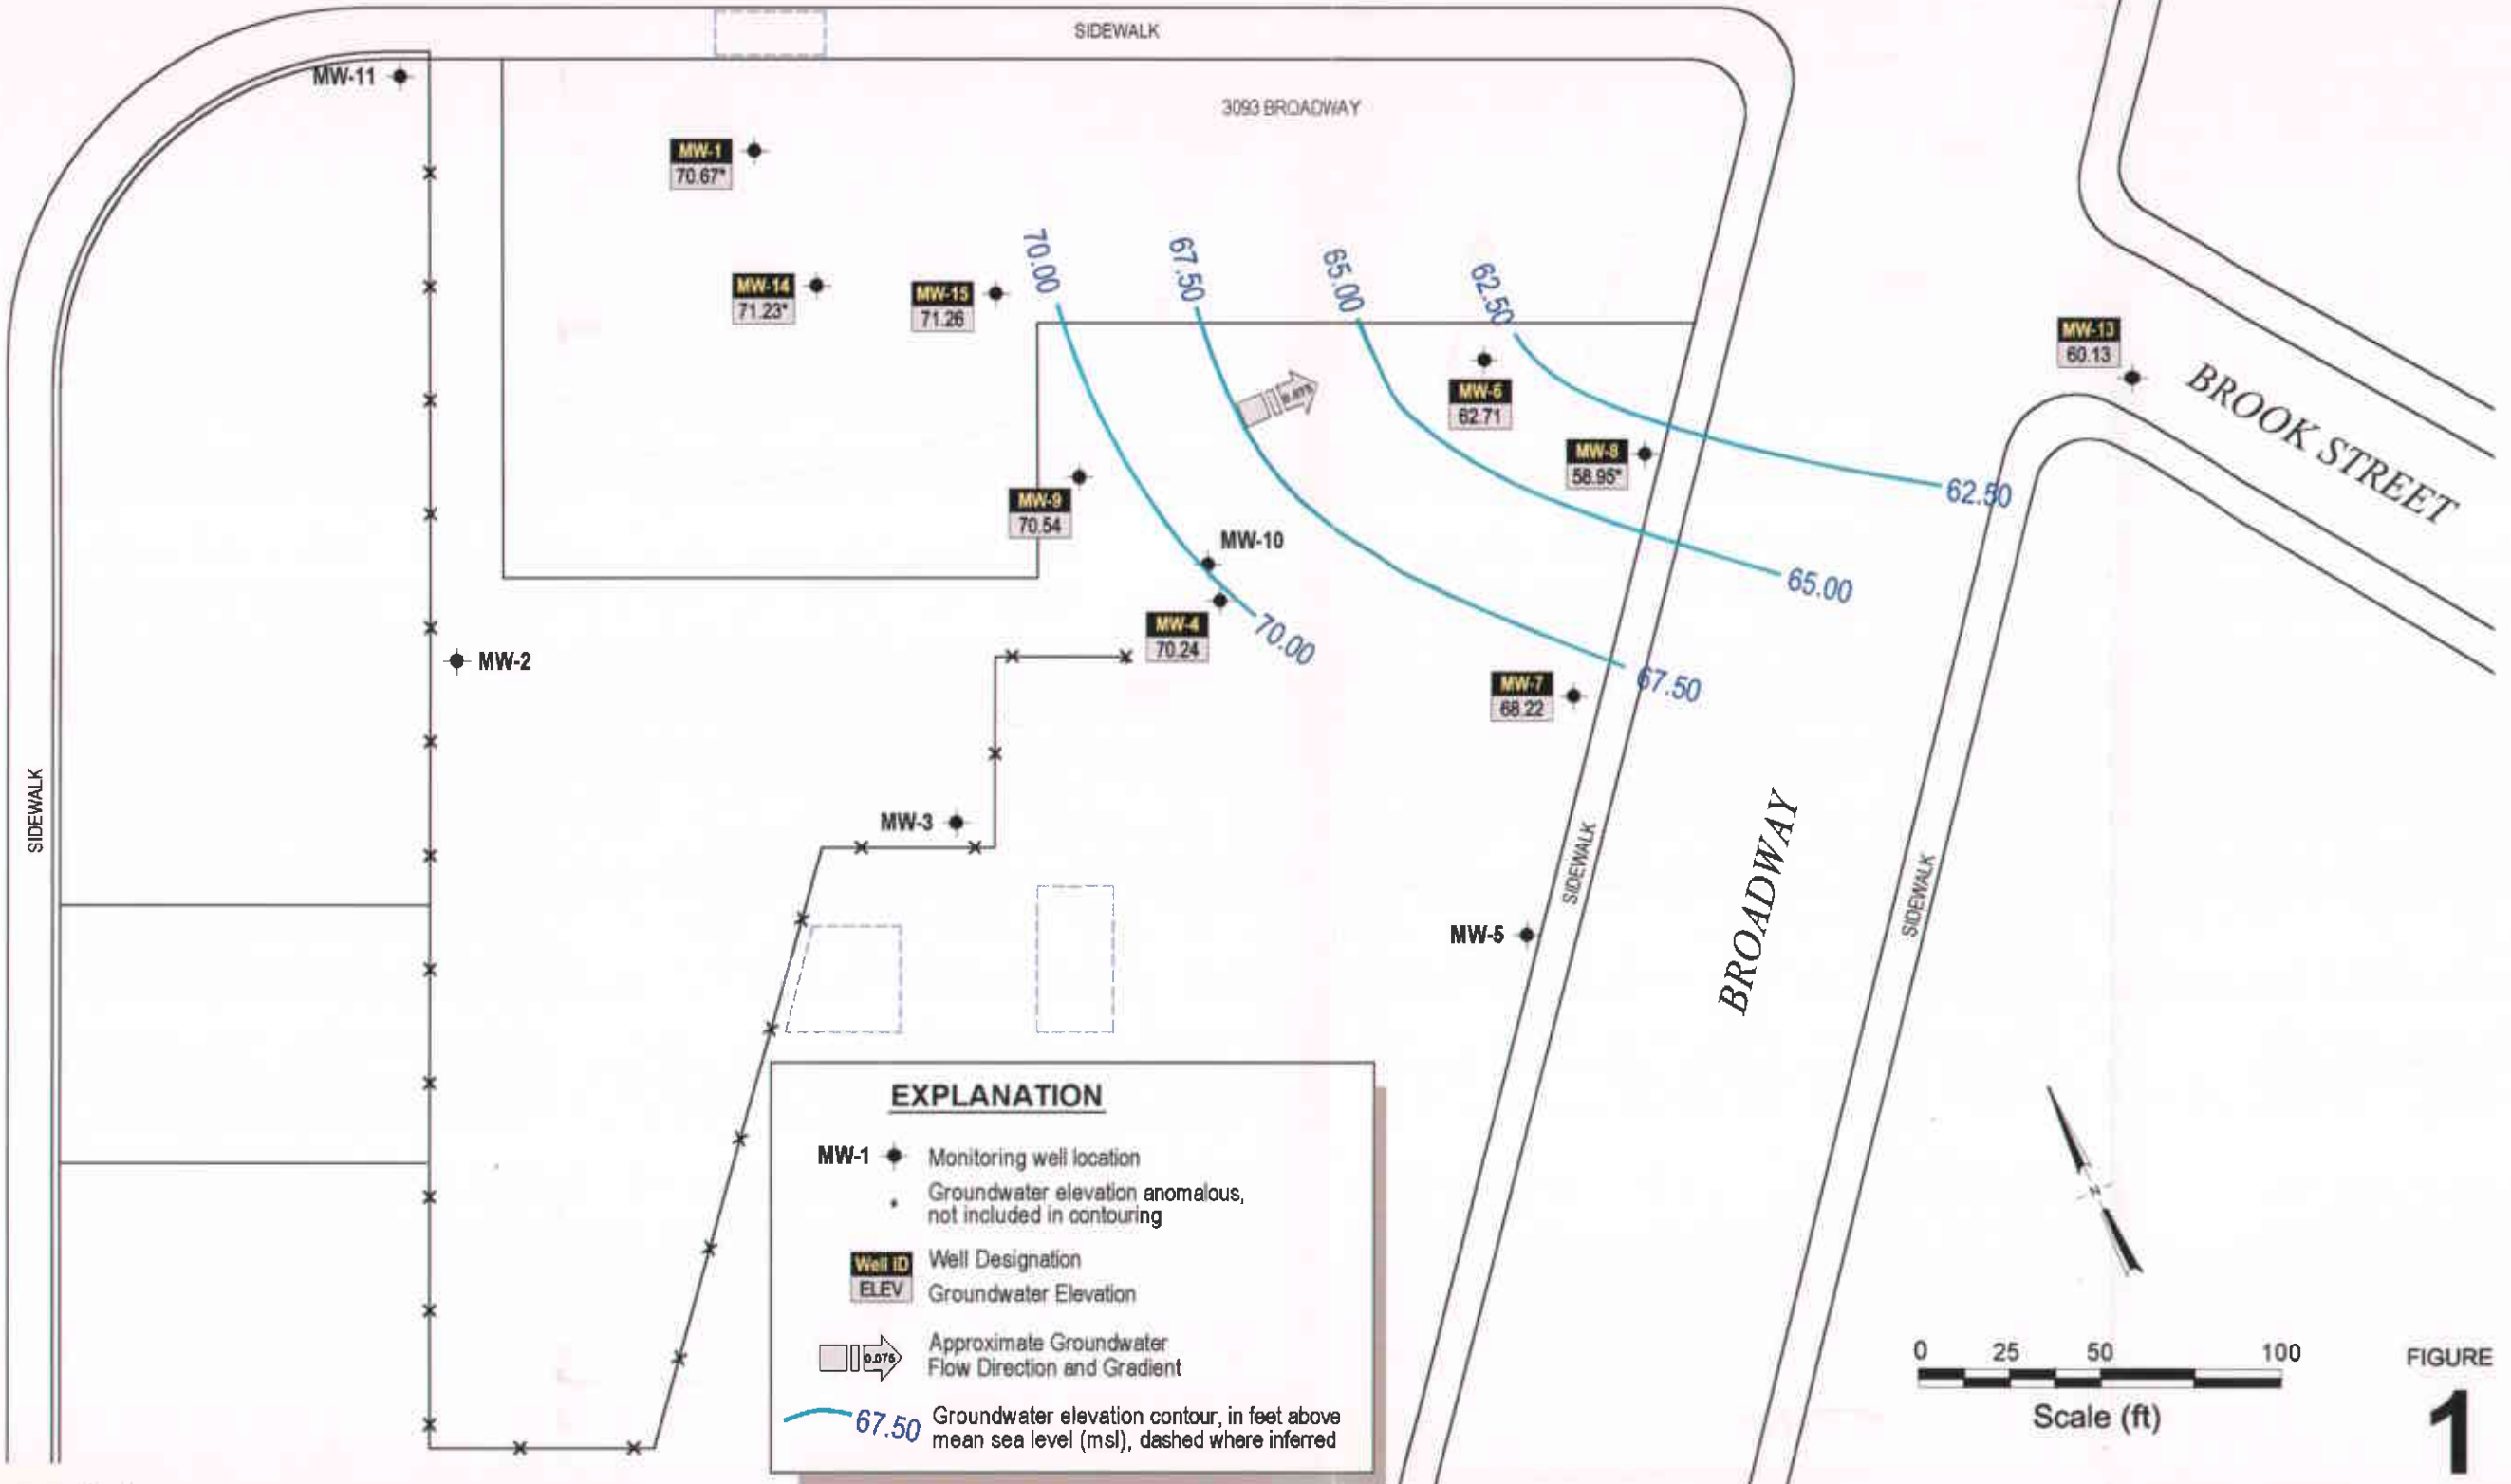 SIDEWALK
MW-11
3093 BROADWAY
MW-1
70.67*
70.00
67.50
65.00
62.50
MW-14
71.23*
MW-15
71.26
MW-13
60.13
MW-6
62.71
BROOK STREET
MW-8
58.95*
MW-9
70.54
62.50
MW-10
65.00
MW-4
70.24
70.00
MW-2
67.50
MW-7
68.22
SIDEWALK
MW-3
SIDEWALK
BROADWAY
SIDEWALK
MW-5
EXPLANATION
MW-1
Monitoring well location
*
Groundwater elevation anomalous,
not included in contouring
Well ID
Well Designation
ELEV
Groundwater Elevation
0.075
Approximate Groundwater
Flow Direction and Gradient
67.50
Groundwater elevation contour, in feet above
mean sea level (msl), dashed where inferred
N
0 25 50 100
Scale (ft)
FIGURE
1